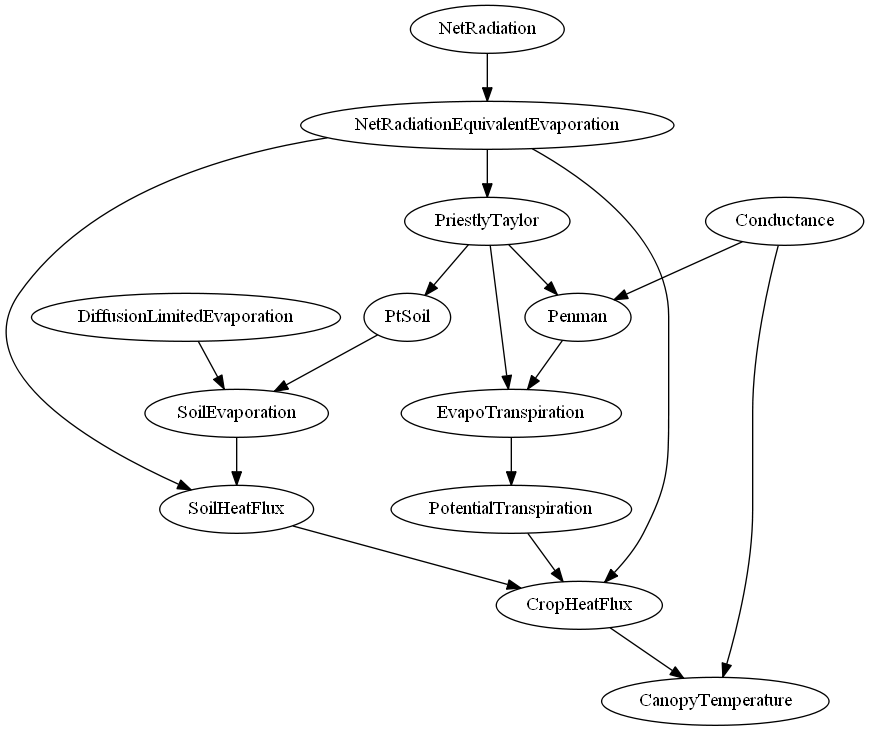 NetRadiation
NetRadiationEquivalentEvaporation
PriestlyTaylor
Conductance
DiffusionLimitedEvaporation
PtSoil
Penman
SoilEvaporation
EvapoTranspiration
SoilHeatFlux
PotentialTranspiration
CropHeatFlux
CanopyTemperature